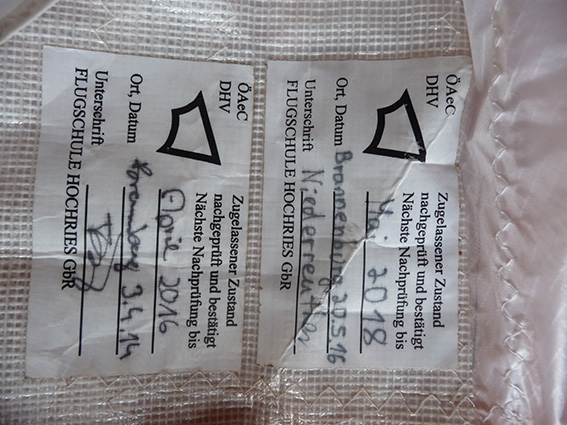 ÖAeC Zugelassener Zustand
DHV nachgeprüft und bestätigt
Nächste Nachprüfung bis
Mai 2018
Ort, Datum Brannenburg 20.5.16
Unterschrift Niederreuther
FLUGSCHULE HOCHRIES GbR
ÖAeC Zugelassener Zustand
DHV nachgeprüft und bestätigt
Nächste Nachprüfung bis
April 2016
Ort, Datum 3.4.14
Unterschrift
FLUGSCHULE HOCHRIES GbR